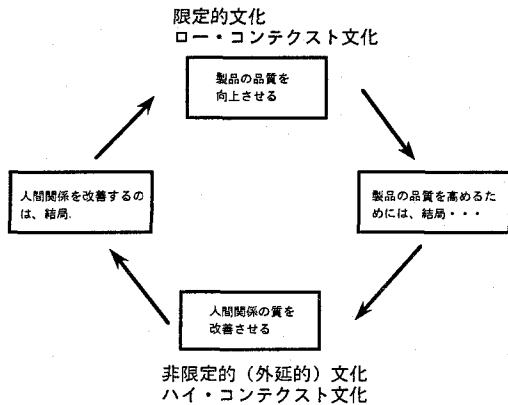 限定的文化
ロー・コンテクスト文化
製品の品質を
向上させる
人間関係を改善するの
は、結局.
製品の品質を高めるた
めには、結局・・・
人間関係の質を
改善させる
非限定的（外延的）文化
ハイ・コンテクスト文化